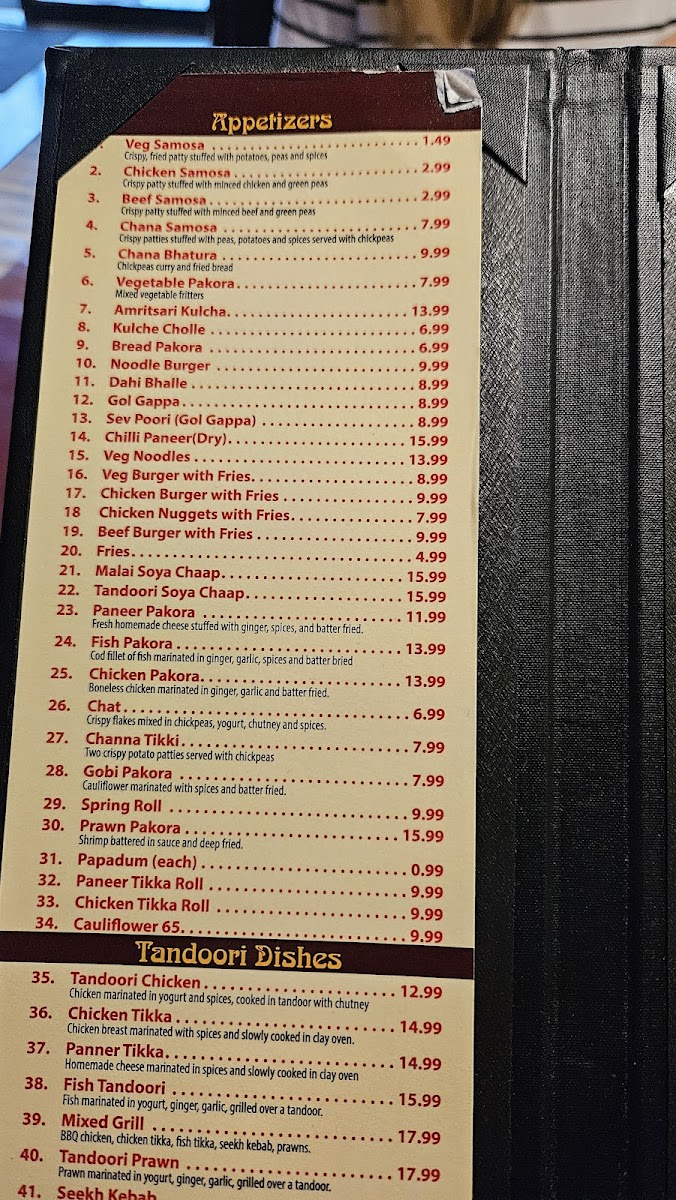 Appetizers
. Veg Samosa ........................ 1.49
Crispy, fried patty stuffed with potatoes, peas and spices
2. Chicken Samosa ........................ 2.99
Crispy patty stuffed with minced chicken and green peas
3. Beef Samosa ........................ 2.99
Crispy patty stuffed with minced beef and green peas
4. Chana Samosa ........................ 7.99
Crispy patties stuffed with peas, potatoes and spices served with chickpeas
5. Chana Bhatura ........................ 9.99
Chickpeas curry and fried bread
6. Vegetable Pakora ........................ 7.99
Mixed vegetable fritters
7. Amritsari Kulcha ........................ 13.99
8. Kulche Cholle ........................ 6.99
9. Bread Pakora ........................ 6.99
10. Noodle Burger ........................ 9.99
11. Dahi Bhalle ........................ 8.99
12. Gol Gappa ........................ 8.99
13. Sev Poori (Gol Gappa) ........................ 8.99
14. Chilli Paneer(Dry) ........................ 15.99
15. Veg Noodles ........................ 13.99
16. Veg Burger with Fries ........................ 8.99
17. Chicken Burger with Fries ........................ 9.99
18 Chicken Nuggets with Fries ........................ 7.99
19. Beef Burger with Fries ........................ 9.99
20. Fries ........................ 4.99
21. Malai Soya Chaap ........................ 15.99
22. Tandoori Soya Chaap ........................ 15.99
23. Paneer Pakora ........................ 11.99
Fresh homemade cheese stuffed with ginger, spices, and batter fried.
24. Fish Pakora ........................ 13.99
Cod fillet of fish marinated in ginger, garlic, spices and batter bried
25. Chicken Pakora ........................ 13.99
Boneless chicken marinated in ginger, garlic and batter fried.
26. Chat ........................ 6.99
Crispy flakes mixed in chickpeas, yogurt, chutney and spices.
27. Channa Tikki ........................ 7.99
Two crispy potato patties served with chickpeas
28. Gobi Pakora ........................ 7.99
Cauliflower marinated with spices and batter fried.
29. Spring Roll ........................ 9.99
30. Prawn Pakora ........................ 15.99
Shrimp battered in sauce and deep fried.
31. Papadum (each) ........................ 0.99
32. Paneer Tikka Roll ........................ 9.99
33. Chicken Tikka Roll ........................ 9.99
34. Cauliflower 65 ........................ 9.99
Tandoori Dishes
35. Tandoori Chicken ........................ 12.99
Chicken marinated in yogurt and spices, cooked in tandoor with chutney
36. Chicken Tikka ........................ 14.99
Chicken breast marinated with spices and slowly cooked in clay oven.
37. Panner Tikka ........................ 14.99
Homemade cheese marinated in spices and slowly cooked in clay oven
38. Fish Tandoori ........................ 15.99
Fish marinated in yogurt, ginger, garlic, grilled over a tandoor.
39. Mixed Grill ........................ 17.99
BBQ chicken, chicken tikka, fish tikka, seekh kebab, prawns.
40. Tandoori Prawn ........................ 17.99
Prawn marinated in yogurt, ginger, garlic, grilled over a tandoor.
41. Seekh Kebab